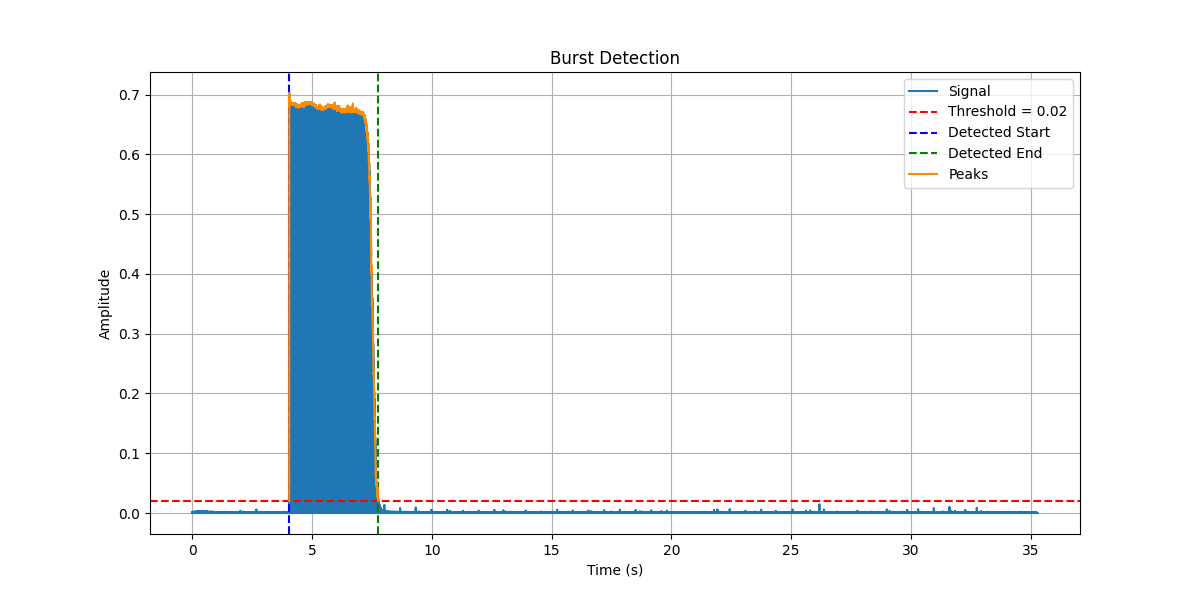 Burst Detection
Signal
Threshold = 0.02
Detected Start
Detected End
Peaks
Amplitude
0.7
0.6
0.5
0.4
0.3
0.2
0.1
0.0
0 5 10 15 20 25 30 35
Time (s)